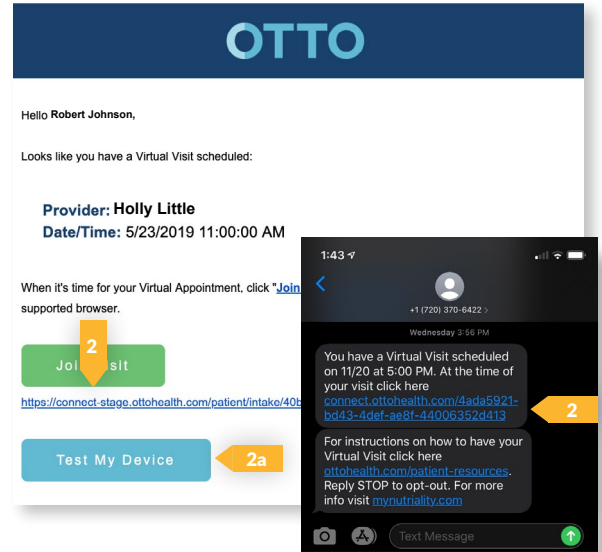 OTTO
Hello Robert Johnson,
Looks like you have a Virtual Visit scheduled:
Provider: Holly Little
Date/Time: 5/23/2019 11:00:00 AM
When it's time for your Virtual Appointment, click "Join
supported browser.
2
https://connect-stage.ottohealth.com/patient/intake/40b
Test My Device
2a
1:43
+1 (720) 370-6422 >
Wednesday 3:56 PM
You have a Virtual Visit scheduled
on 11/20 at 5:00 PM. At the time of
your visit click here
connect.ottohealth.com/4ada5921-
bd43-4def-ae8f-44006352d413
2
For instructions on how to have your
Virtual Visit click here
ottohealth.com/patient-resources.
Reply STOP to opt-out. For more
info visit mynutriality.com
Text Message